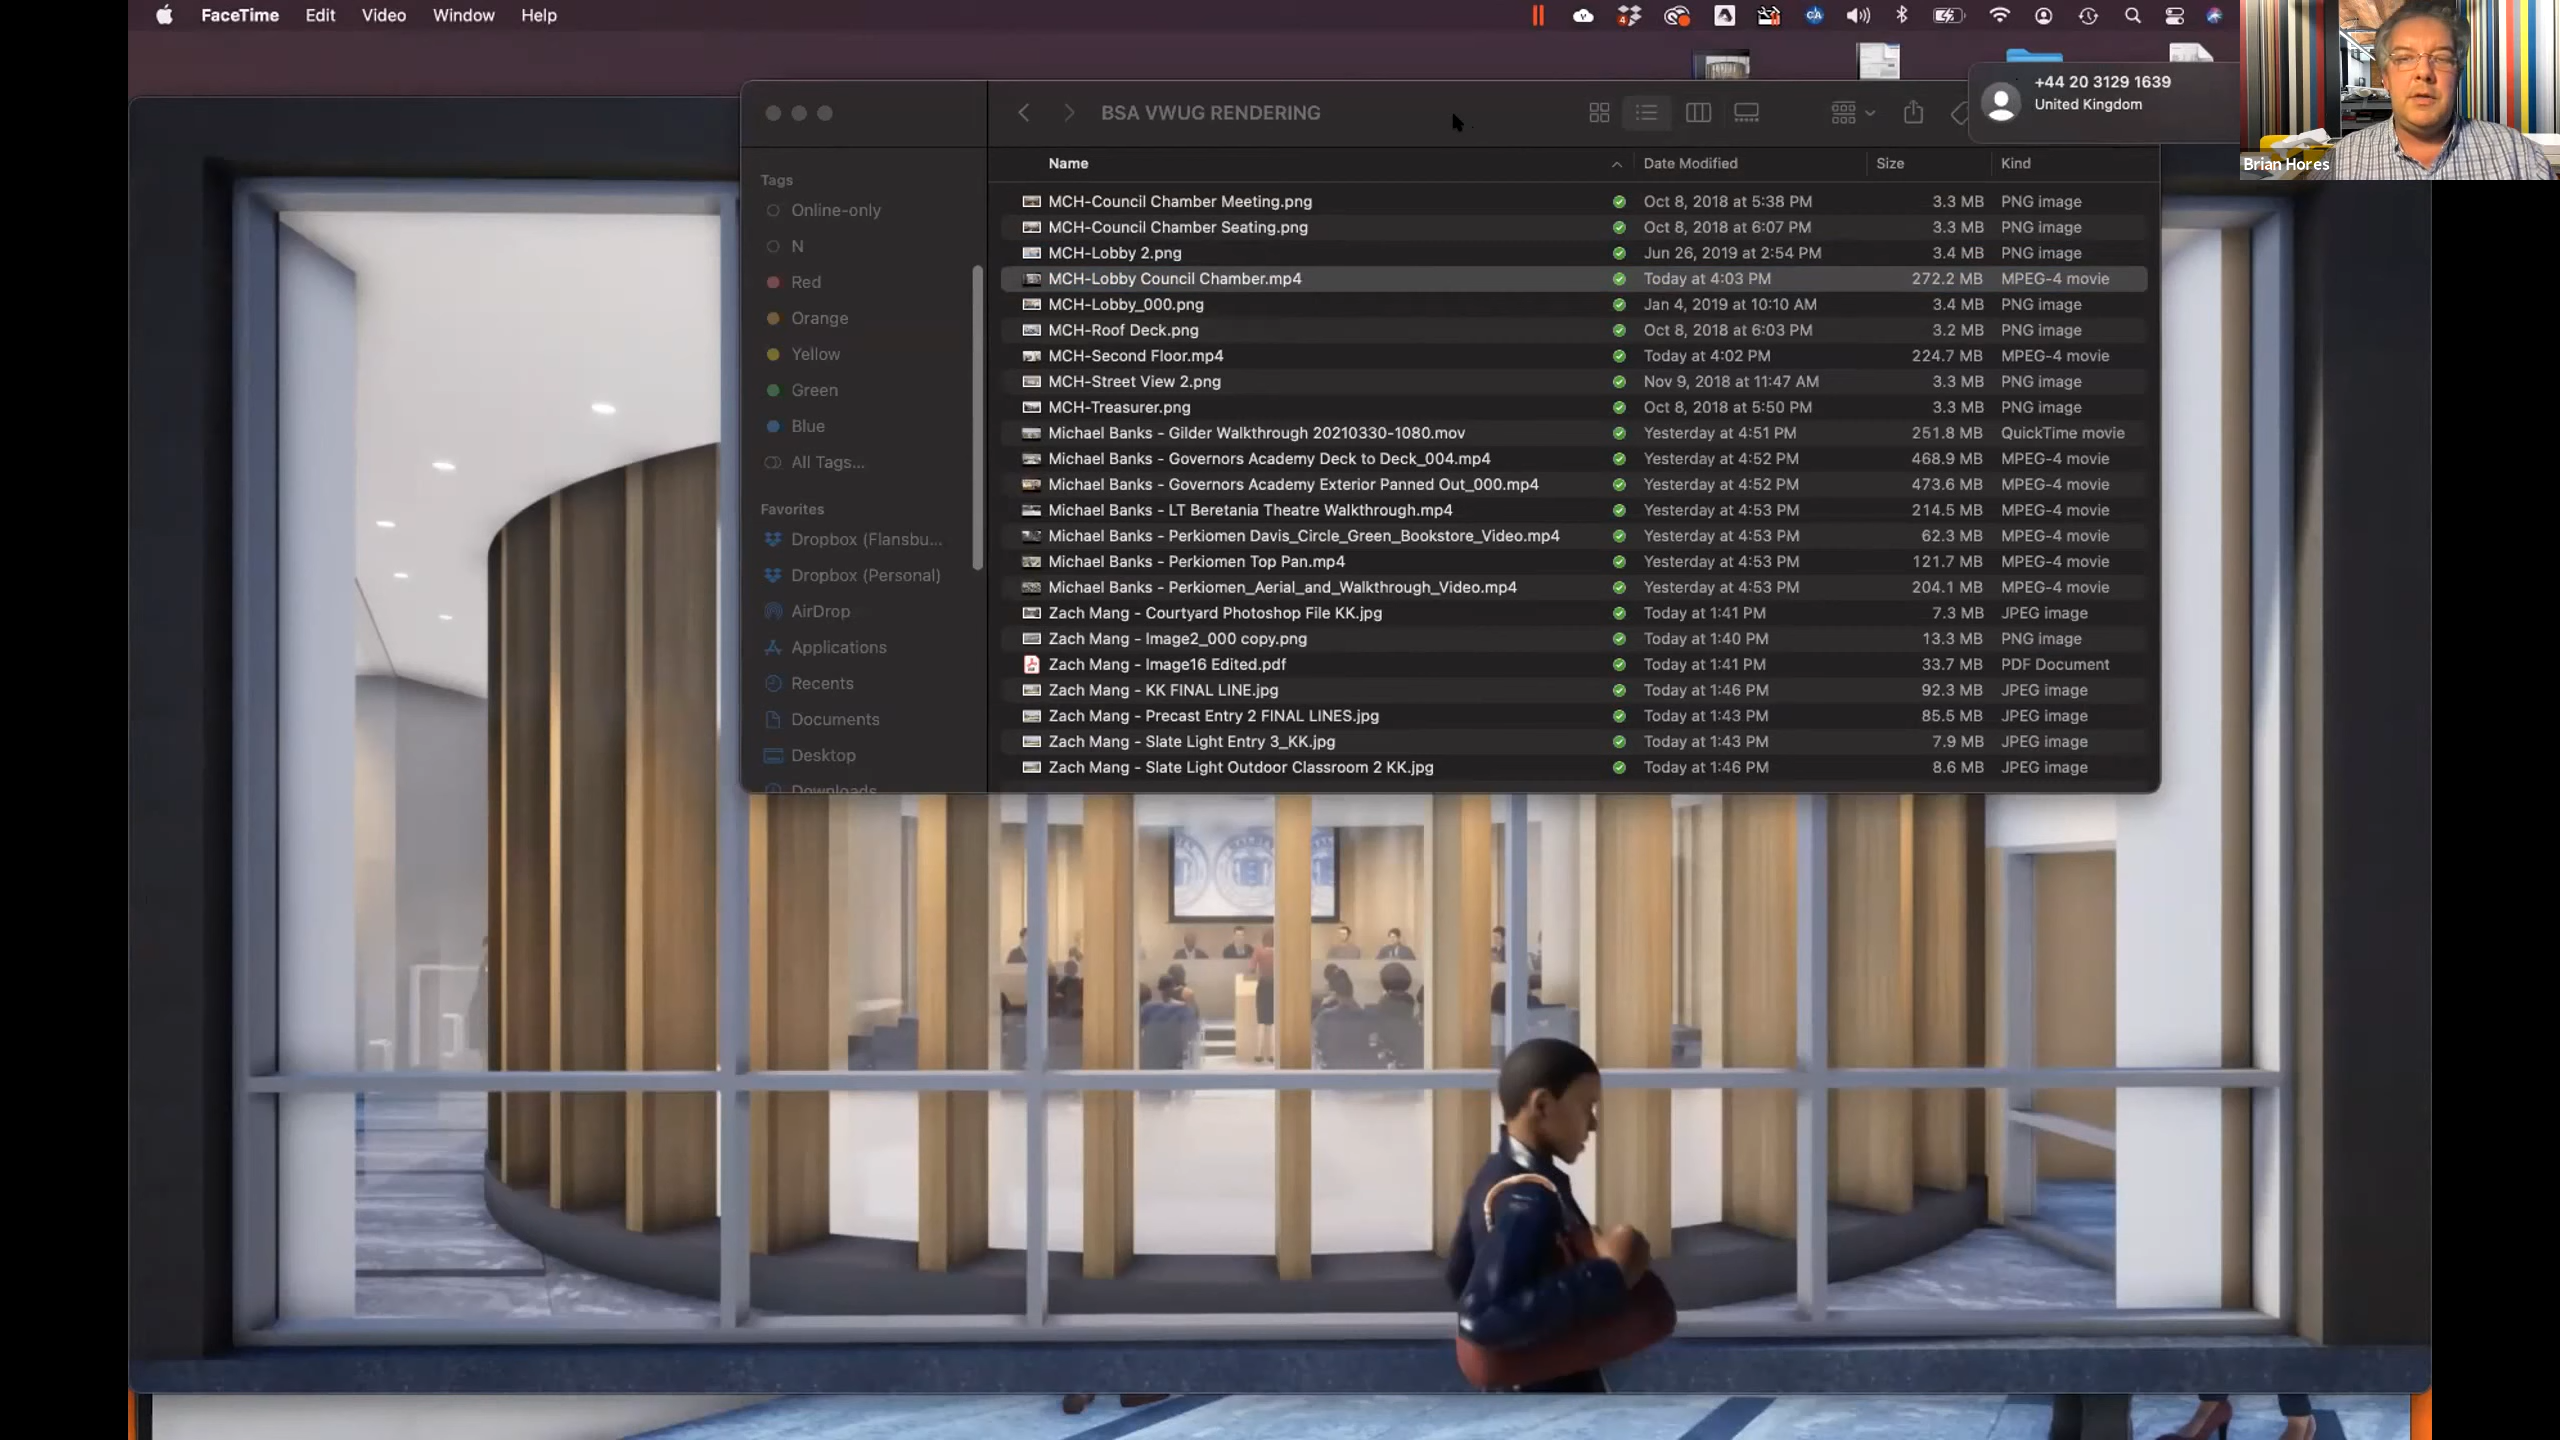 FaceTime Edit Video Window Help
+44 20 3129 1639
United Kingdom
Brian Hores
BSA VWUG RENDERING
Name Date Modified Size Kind
Tags
Online-only
N
Red
Orange
Yellow
Green
Blue
All Tags...
Favorites
Dropbox (Flansbu...
Dropbox (Personal)
AirDrop
Applications
Recents
Documents
Desktop
Downloads
MCH-Council Chamber Meeting.png Oct 8, 2018 at 5:38 PM 3.3 MB PNG image
MCH-Council Chamber Seating.png Oct 8, 2018 at 6:07 PM 3.3 MB PNG image
MCH-Lobby 2.png Jun 26, 2019 at 2:54 PM 3.4 MB PNG image
MCH-Lobby Council Chamber.mp4 Today at 4:03 PM 272.2 MB MPEG-4 movie
MCH-Lobby_000.png Jan 4, 2019 at 10:10 AM 3.4 MB PNG image
MCH-Roof Deck.png Oct 8, 2018 at 6:03 PM 3.2 MB PNG image
MCH-Second Floor.mp4 Today at 4:02 PM 224.7 MB MPEG-4 movie
MCH-Street View 2.png Nov 9, 2018 at 11:47 AM 3.3 MB PNG image
MCH-Treasurer.png Oct 8, 2018 at 5:50 PM 3.3 MB PNG image
Michael Banks - Gilder Walkthrough 20210330-1080.mov Yesterday at 4:51 PM 251.8 MB QuickTime movie
Michael Banks - Governors Academy Deck to Deck_004.mp4 Yesterday at 4:52 PM 468.9 MB MPEG-4 movie
Michael Banks - Governors Academy Exterior Panned Out_000.mp4 Yesterday at 4:52 PM 473.6 MB MPEG-4 movie
Michael Banks - LT Beretania Theatre Walkthrough.mp4 Yesterday at 4:53 PM 214.5 MB MPEG-4 movie
Michael Banks - Perkiomen Davis_Circle_Green_Bookstore_Video.mp4 Yesterday at 4:53 PM 62.3 MB MPEG-4 movie
Michael Banks - Perkiomen Top Pan.mp4 Yesterday at 4:53 PM 121.7 MB MPEG-4 movie
Michael Banks - Perkiomen_Aerial_and_Walkthrough_Video.mp4 Yesterday at 4:53 PM 204.1 MB MPEG-4 movie
Zach Mang - Courtyard Photoshop File KK.jpg Today at 1:41 PM 7.3 MB JPEG image
Zach Mang - Image2_000 copy.png Today at 1:40 PM 13.3 MB PNG image
Zach Mang - Image16 Edited.pdf Today at 1:41 PM 33.7 MB PDF Document
Zach Mang - KK FINAL LINE.jpg Today at 1:46 PM 92.3 MB JPEG image
Zach Mang - Precast Entry 2 FINAL LINES.jpg Today at 1:43 PM 85.5 MB JPEG image
Zach Mang - Slate Light Entry 3_KK.jpg Today at 1:43 PM 7.9 MB JPEG image
Zach Mang - Slate Light Outdoor Classroom 2 KK.jpg Today at 1:46 PM 8.6 MB JPEG image